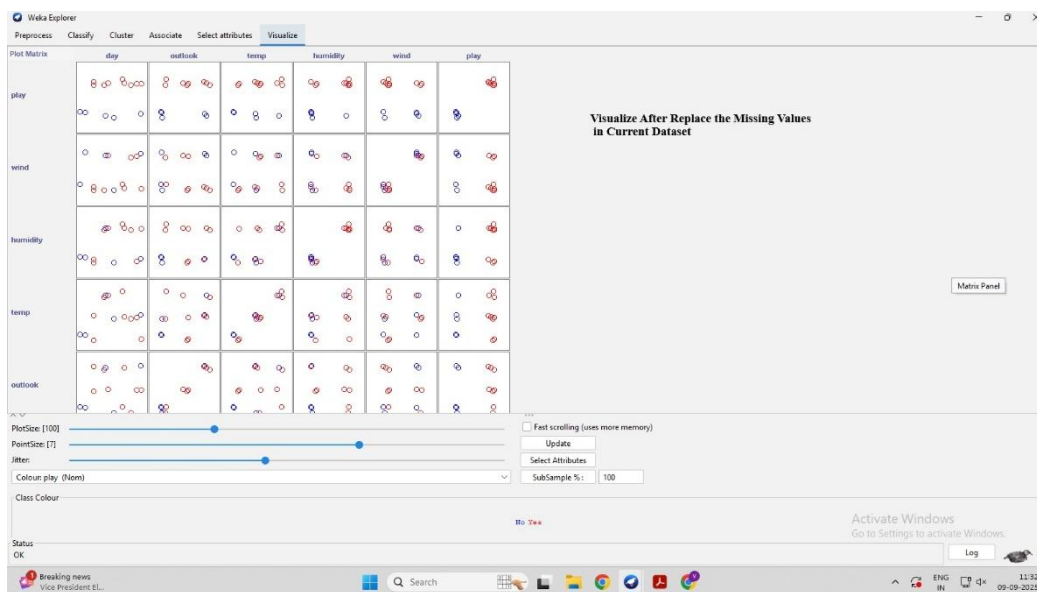 Weka Explorer
Preprocess Classify Cluster Associate Select attributes Visualize
Plot Matrix day outlook temp humidity wind play
play
wind
humidity
temp
outlook
Visualize After Replace the Missing Values
in Current Dataset
Matrix Panel
PlotSize: [100]
PointSize: [7]
Jitter:
Colour: play (Nom)
Fast scrolling (uses more memory)
Update
Select Attributes
SubSample % : 100
Class Colour
No Yes
Activate Windows
Go to Settings to activate Windows.
Status
OK
Log
Breaking news
Vice President El...
Search
ENG
IN
11:32
09-09-2025